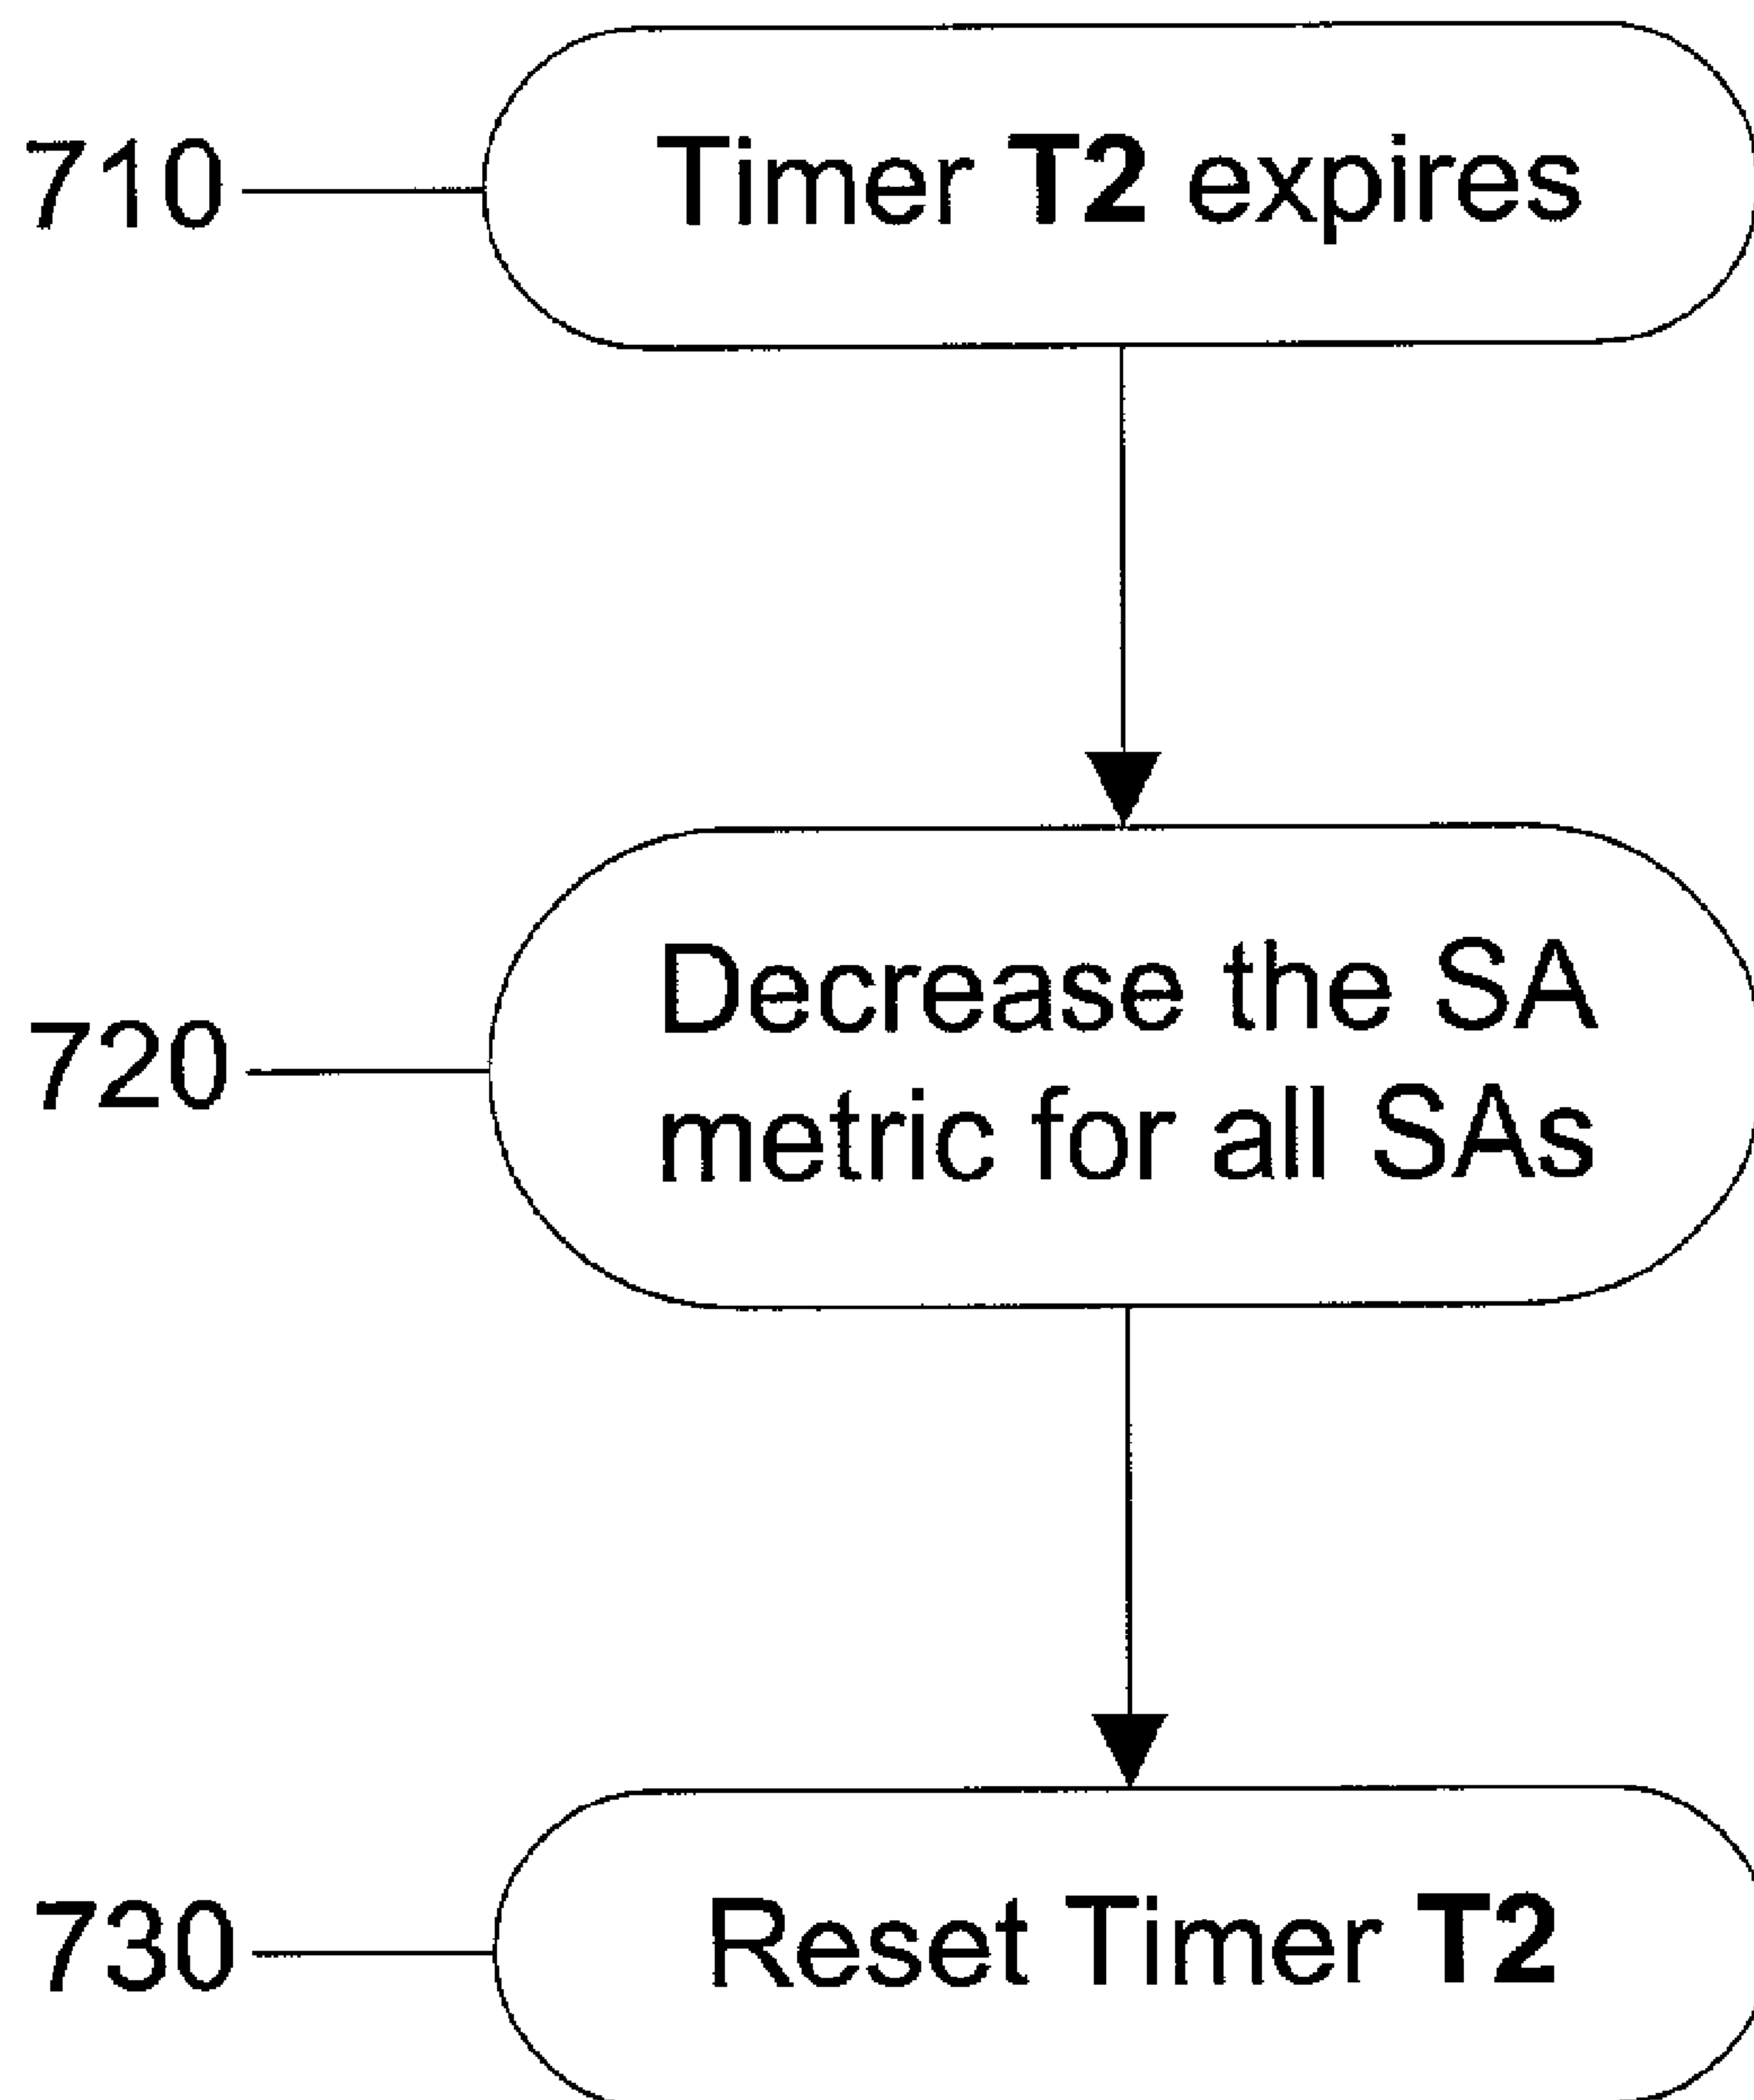 710
Timer T2 expires
720
Decrease the SA
metric for all SAs
730
Reset Timer T2